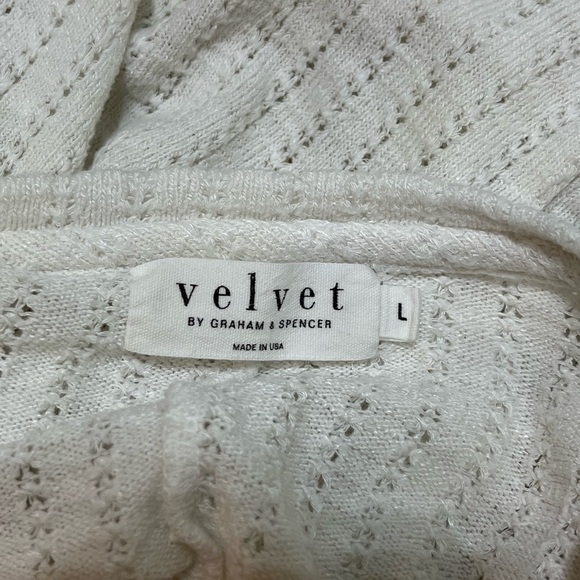 velvet
BY GRAHAM & SPENCER
MADE IN USA
L